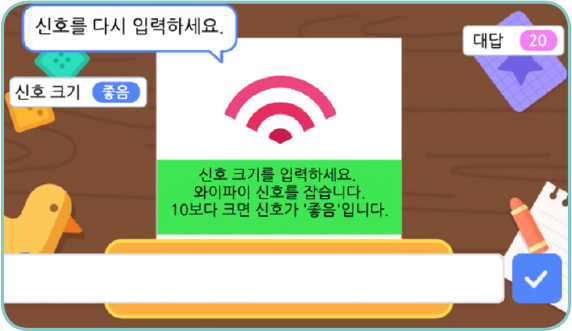 신호를 다시 입력하세요.
대답 20
신호 크기 좋음
신호 크기를 입력하세요.
와이파이 신호를 잡습니다.
10보다 크면 신호가 '좋음'입니다.